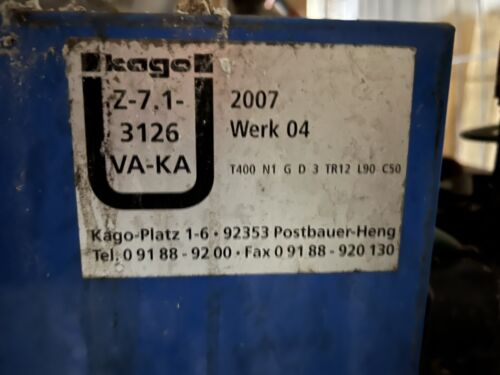 kago
Z-7.1-
3126
VA-KA
2007
Werk 04
T400 N1 G D 3 TR12 L90 C50
Kago-Platz 1-6 · 92353 Postbauer-Heng
Tel. 0 91 88 - 92 00 · Fax 0 91 88 - 920 130